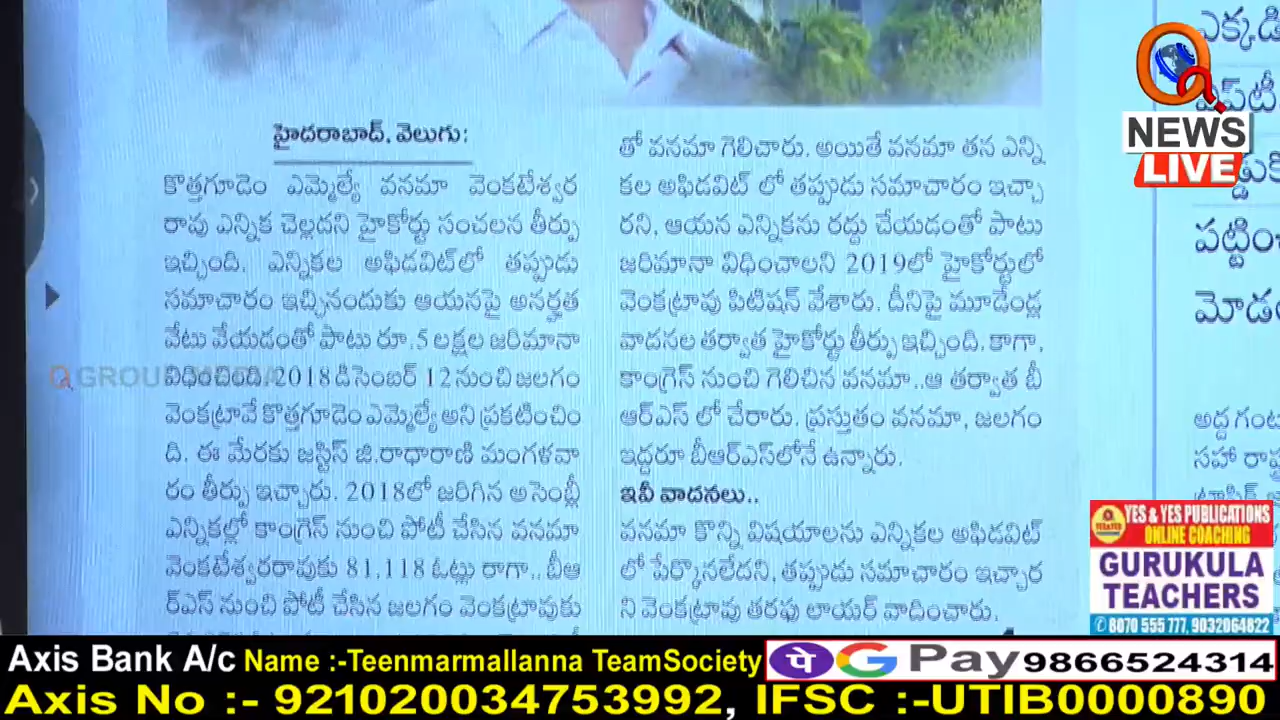 హైదరాబాద్, వెలుగు:
కొత్తగూడెం ఎమ్మెల్యే వనమా వెంకటేశ్వర
రావు ఎన్నిక చెల్లదని హైకోర్టు సంచలన తీర్పు
ఇచ్చింది. ఎన్నికల అఫిడవిట్‌లో తప్పుడు
సమాచారం ఇచ్చినందుకు ఆయనపై అనర్హత
వేటు వేయడంతో పాటు రూ.5 లక్షల జరిమానా
విధించింది. 2018 డిసెంబర్ 12 నుంచి జలగం
వెంకట్రావే కొత్తగూడెం ఎమ్మెల్యే అని ప్రకటించిం
ది. ఈ మేరకు జస్టిస్ జి.రాధారాణి మంగళవా
రం తీర్పు ఇచ్చారు. 2018లో జరిగిన అసెంబ్లీ
ఎన్నికల్లో కాంగ్రెస్ నుంచి పోటీ చేసిన వనమా
వెంకటేశ్వరరావుకు 81,118 ఓట్లు రాగా.. బీఆ
ర్ఎస్ నుంచి పోటీ చేసిన జలగం వెంకట్రావుకు
తో వనమా గెలిచారు. అయితే వనమా తన ఎన్ని
కల అఫిడవిట్ లో తప్పుడు సమాచారం ఇచ్చా
రని, ఆయన ఎన్నికను రద్దు చేయడంతో పాటు
జరిమానా విధించాలని 2019లో హైకోర్టులో
వెంకట్రావు పిటిషన్ వేశారు. దీనిపై మూడేండ్ల
వాదనల తర్వాత హైకోర్టు తీర్పు ఇచ్చింది. కాగా,
కాంగ్రెస్ నుంచి గెలిచిన వనమా..ఆ తర్వాత బీ
ఆర్ఎస్ లో చేరారు. ప్రస్తుతం వనమా, జలగం
ఇద్దరూ బీఆర్ఎస్‌లోనే ఉన్నారు.
ఇవీ వాదనలు..
వనమా కొన్ని విషయాలను ఎన్నికల అఫిడవిట్
లో పేర్కొనలేదని, తప్పుడు సమాచారం ఇచ్చార
ని వెంకట్రావు తరఫు లాయర్ వాదించారు.
పట్టించ
అద్ద గంట
సహా రాష్ట
Q GROUP MEDIA
Q
NEWS
LIVE
YES & YES PUBLICATIONS
ONLINE COACHING
GURUKULA
TEACHERS
8070 555 777, 9032064822
Axis Bank A/c Name :-Teenmarmallanna TeamSociety
पे G Pay 9866524314
Axis No :- 921020034753992, IFSC :-UTIB0000890